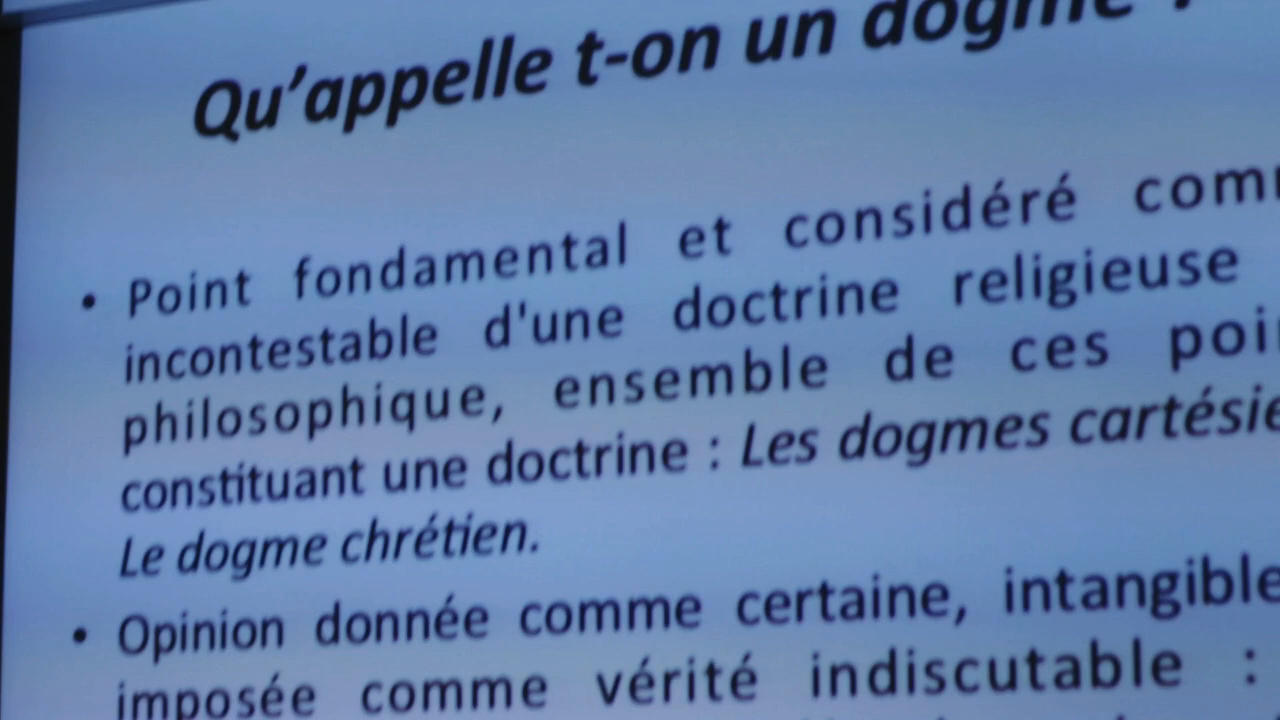 Qu’appelle t-on un dogme ?
• Point fondamental et considéré
incontestable d'une doctrine religieuse
philosophique, ensemble de ces
constituant une doctrine : Les dogmes
Le dogme chrétien.
• Opinion donnée comme certaine, intangible
imposée comme vérité indiscutable :